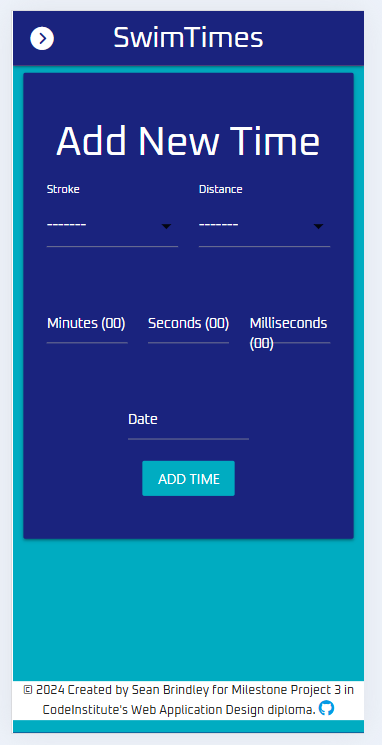 SwimTimes
Add New Time
Stroke
Distance
-------
-------
Minutes (00)
Seconds (00)
Milliseconds
(00)
Date
ADD TIME
© 2024 Created by Sean Brindley for Milestone Project 3 in
CodeInstitute's Web Application Design diploma.